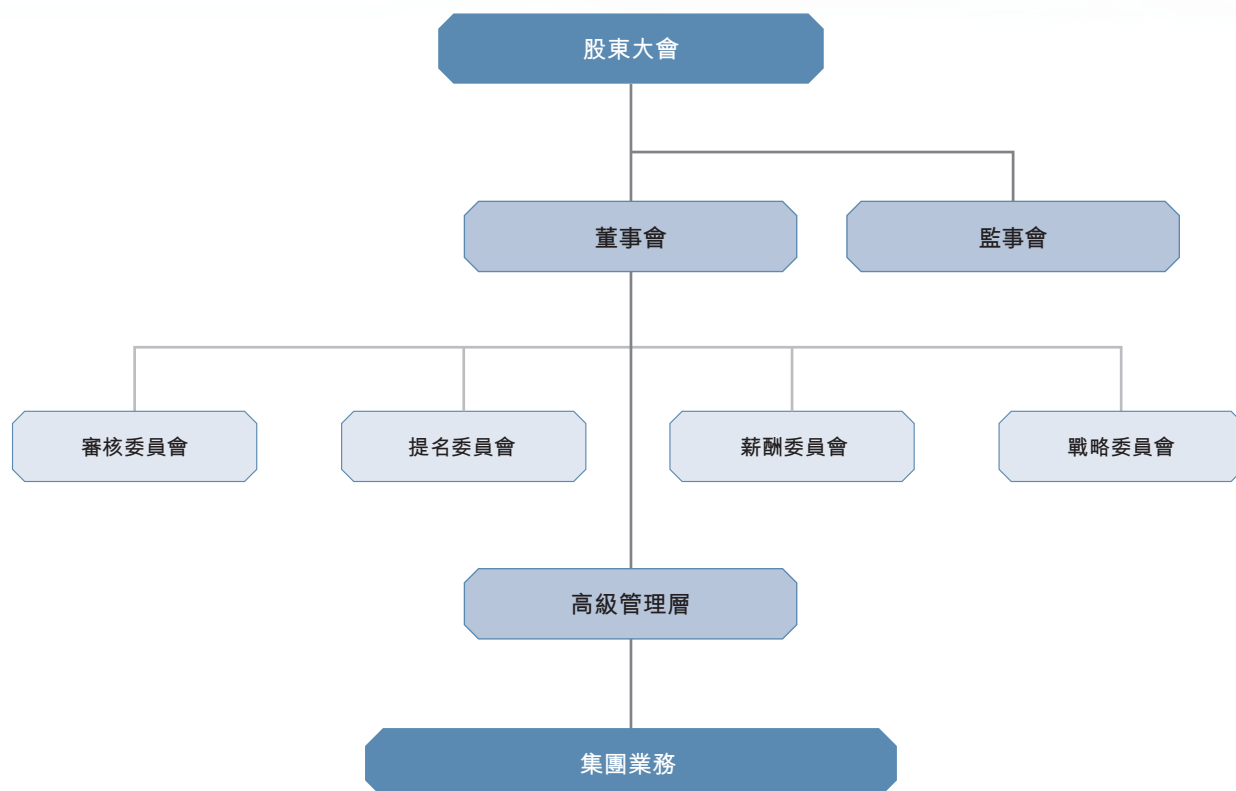 股東大會
董事會
監事會
審核委員會
提名委員會
薪酬委員會
戰略委員會
高級管理層
集團業務